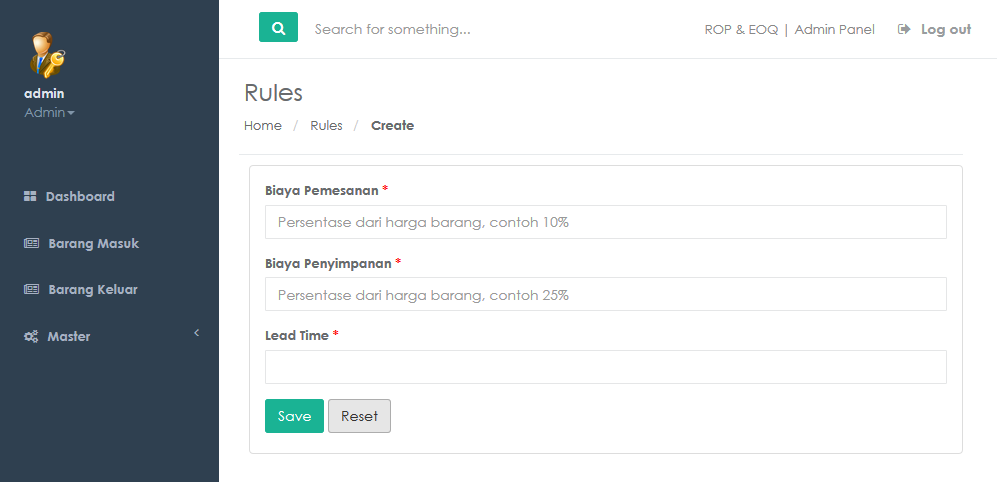 Search for something...
ROP & EOQ | Admin Panel
Log out
admin
Admin
Dashboard
Barang Masuk
Barang Keluar
Master
Rules
Home / Rules / Create
Biaya Pemesanan *
Persentase dari harga barang, contoh 10%
Biaya Penyimpanan *
Persentase dari harga barang, contoh 25%
Lead Time *
Save
Reset